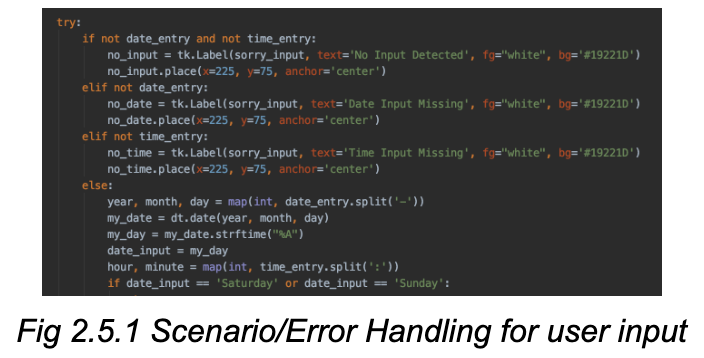 try:
if not date_entry and not time_entry:
no_input = tk.Label(sorry_input, text='No Input Detected', fg="white", bg='#19221D')
no_input.place(x=225, y=75, anchor='center')
elif not date_entry:
no_date = tk.Label(sorry_input, text='Date Input Missing', fg="white", bg='#19221D')
no_date.place(x=225, y=75, anchor='center')
elif not time_entry:
no_time = tk.Label(sorry_input, text='Time Input Missing', fg="white", bg='#19221D')
no_time.place(x=225, y=75, anchor='center')
else:
year, month, day = map(int, date_entry.split('-'))
my_date = dt.date(year, month, day)
my_day = my_date.strftime("%A")
date_input = my_day
hour, minute = map(int, time_entry.split(':'))
if date_input == 'Saturday' or date_input == 'Sunday':
Fig 2.5.1 Scenario/Error Handling for user input